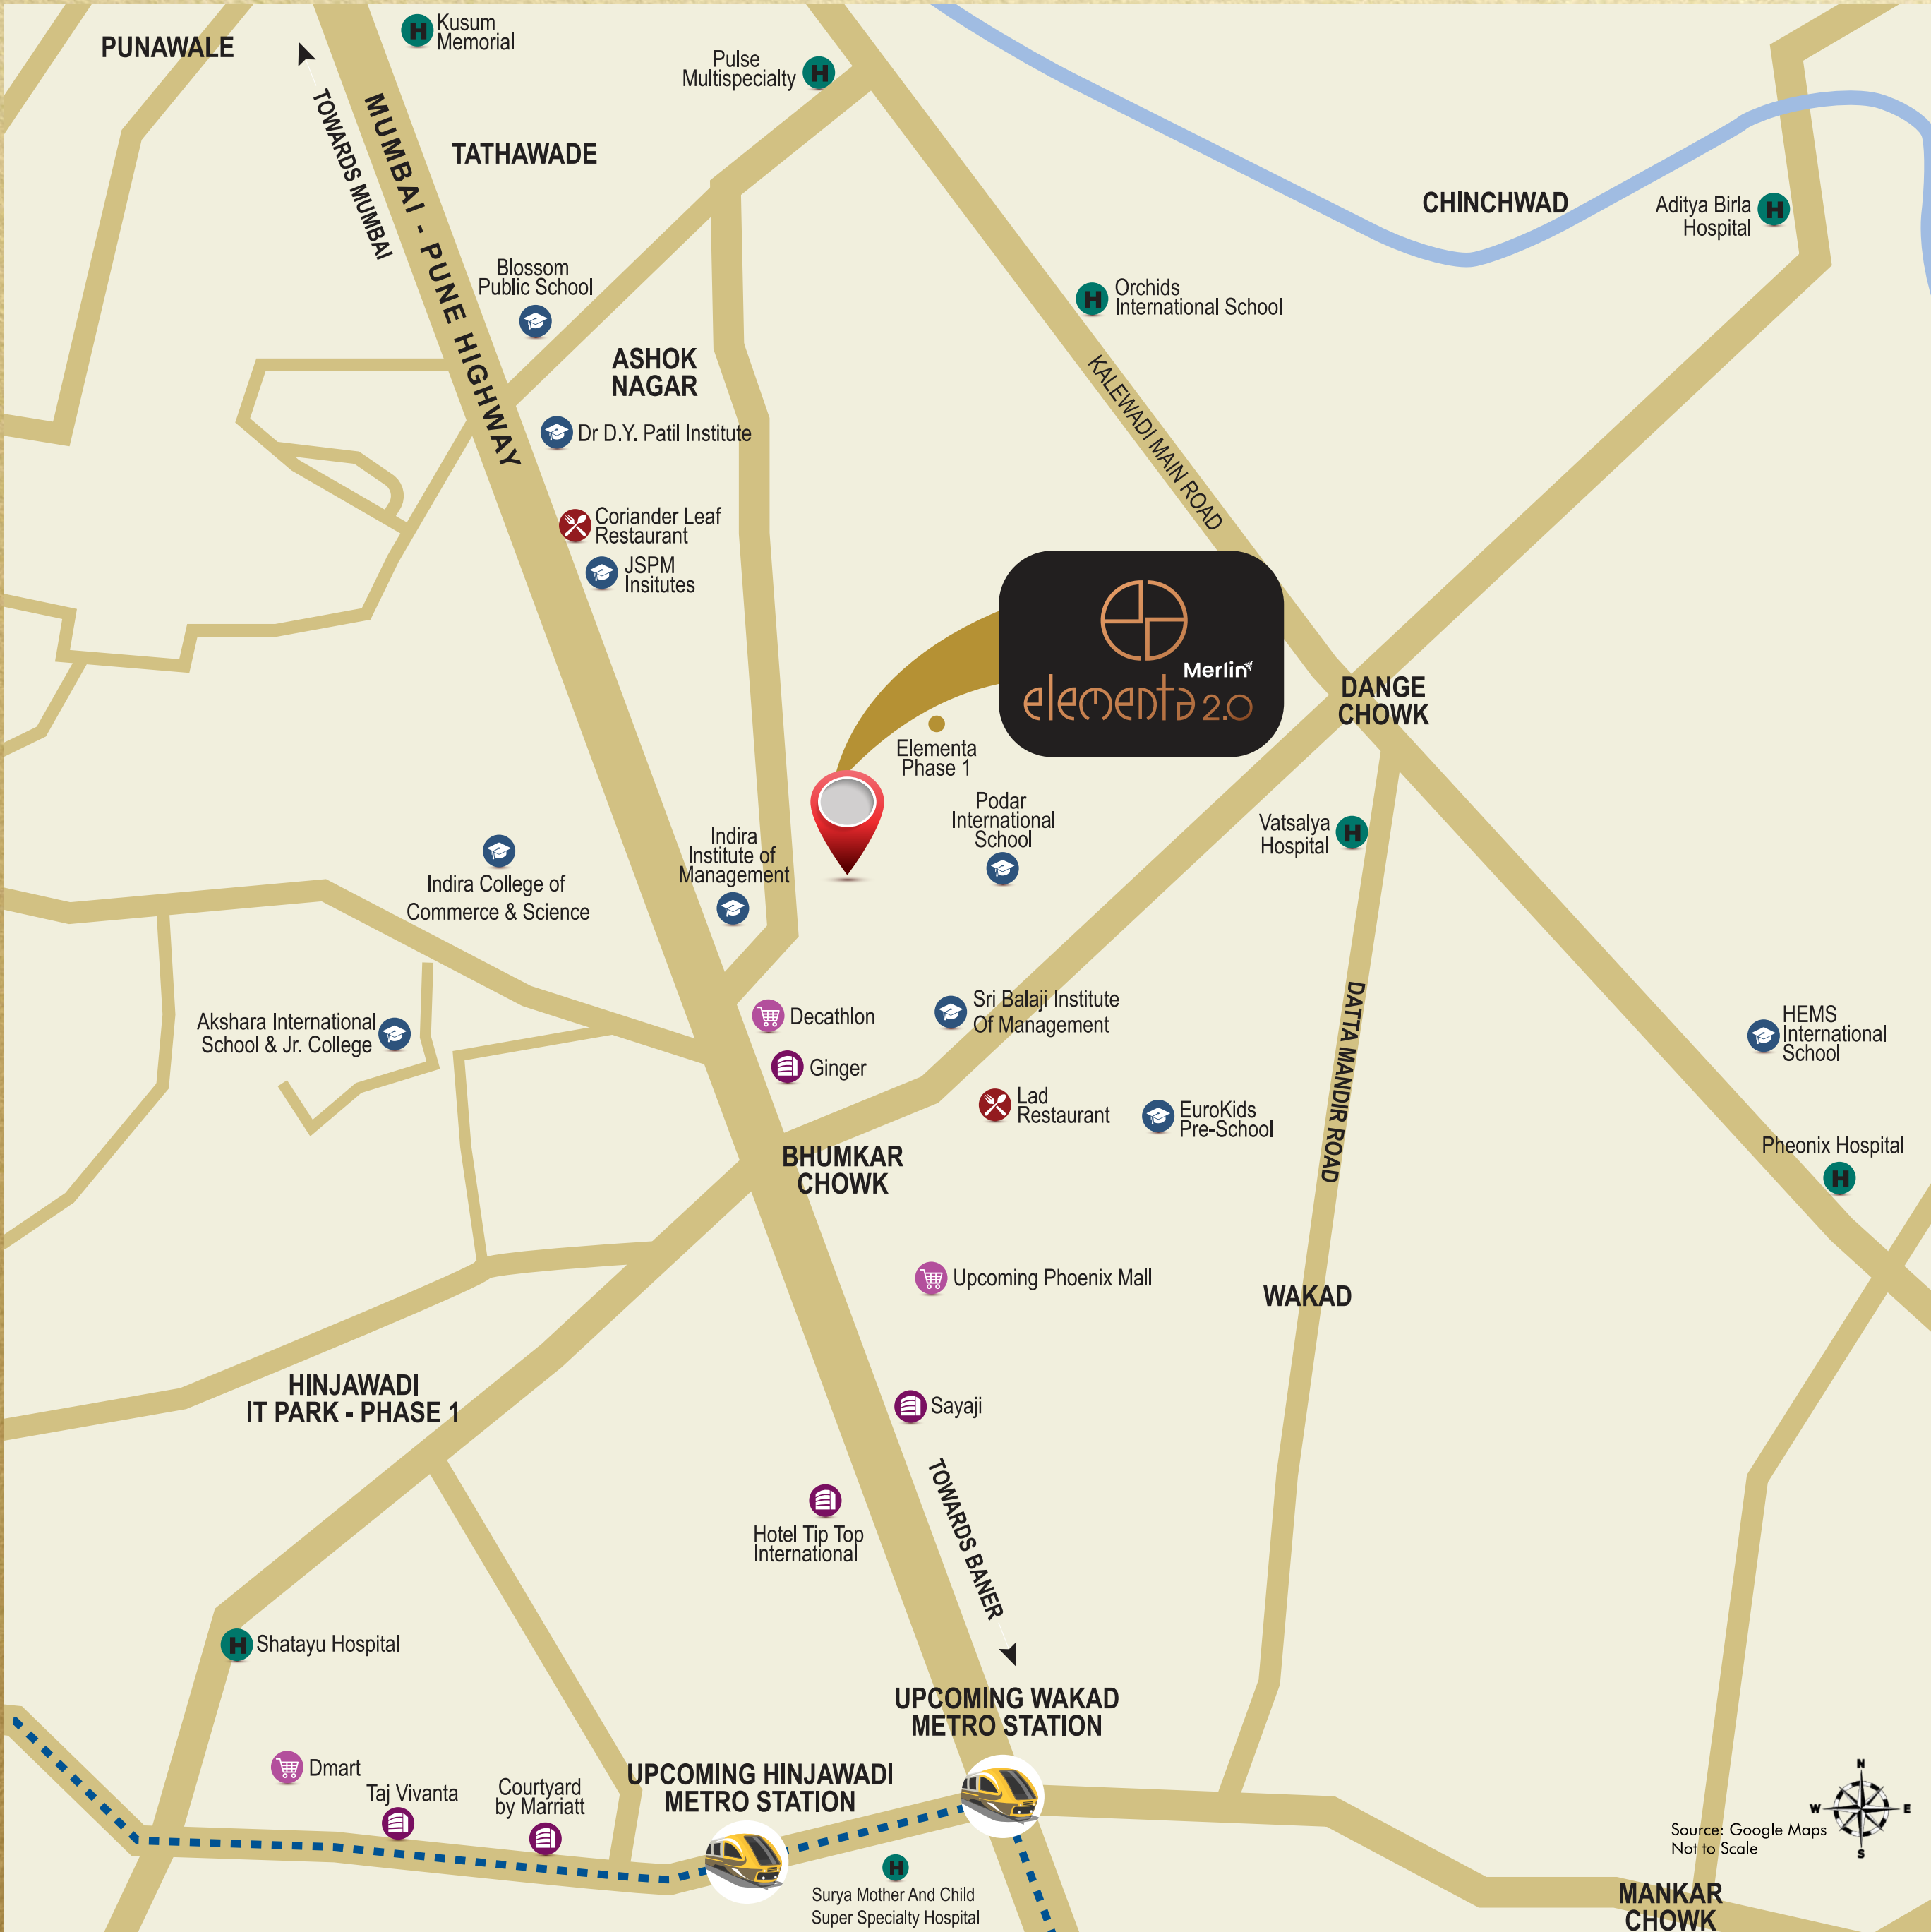 PUNAWALE
Kusum
Memorial
Pulse
Multispecialty
TOWARDS MUMBAI
MUMBAI - PUNE HIGHWAY
TATHAWADE
CHINCHWAD
Aditya Birla
Hospital
Blossom
Public School
Orchids
International School
ASHOK
NAGAR
KALEWADI MAIN ROAD
Dr D.Y. Patil Institute
Coriander Leaf
Restaurant
JSPM
Insitutes
Merlin
elementa 2.0
DANGE
CHOWK
Elementa
Phase 1
Podar
International
School
Vatsalya
Hospital
Indira
Institute of
Management
Indira College of
Commerce & Science
Akshara International
School & Jr. College
Decathlon
Sri Balaji Institute
Of Management
DATTA MANDIR ROAD
HEMS
International
School
Ginger
Lad
Restaurant
EuroKids
Pre-School
Pheonix Hospital
BHUMKAR
CHOWK
Upcoming Phoenix Mall
WAKAD
HINJAWADI
IT PARK - PHASE 1
Sayaji
TOWARDS BANER
Hotel Tip Top
International
Shatayu Hospital
UPCOMING WAKAD
METRO STATION
Dmart
Taj Vivanta
Courtyard
by Marriatt
UPCOMING HINJAWADI
METRO STATION
N
W
E
S
Source: Google Maps
Not to Scale
Surya Mother And Child
Super Specialty Hospital
MANKAR
CHOWK
H
H
H
H
H
H
H
H